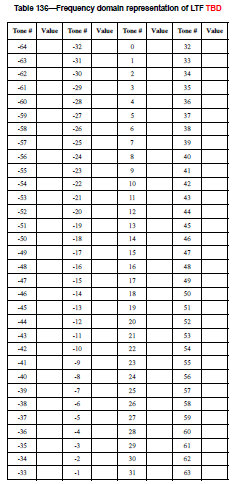 Table 136—Frequency domain representation of LTF TBD
Tone # Value Tone # Value Tone # Value Tone # Value
-64 -32 0 32
-63 -31 1 33
-62 -30 2 34
-61 -29 3 35
-60 -28 4 36
-59 -27 5 37
-58 -26 6 38
-57 -25 7 39
-56 -24 8 40
-55 -23 9 41
-54 -22 10 42
-53 -21 11 43
-52 -20 12 44
-51 -19 13 45
-50 -18 14 46
-49 -17 15 47
-48 -16 16 48
-47 -15 17 49
-46 -14 18 50
-45 -13 19 51
-44 -12 20 52
-43 -11 21 53
-42 -10 22 54
-41 -9 23 55
-40 -8 24 56
-39 -7 25 57
-38 -6 26 58
-37 -5 27 59
-36 -4 28 60
-35 -3 29 61
-34 -2 30 62
-33 -1 31 63